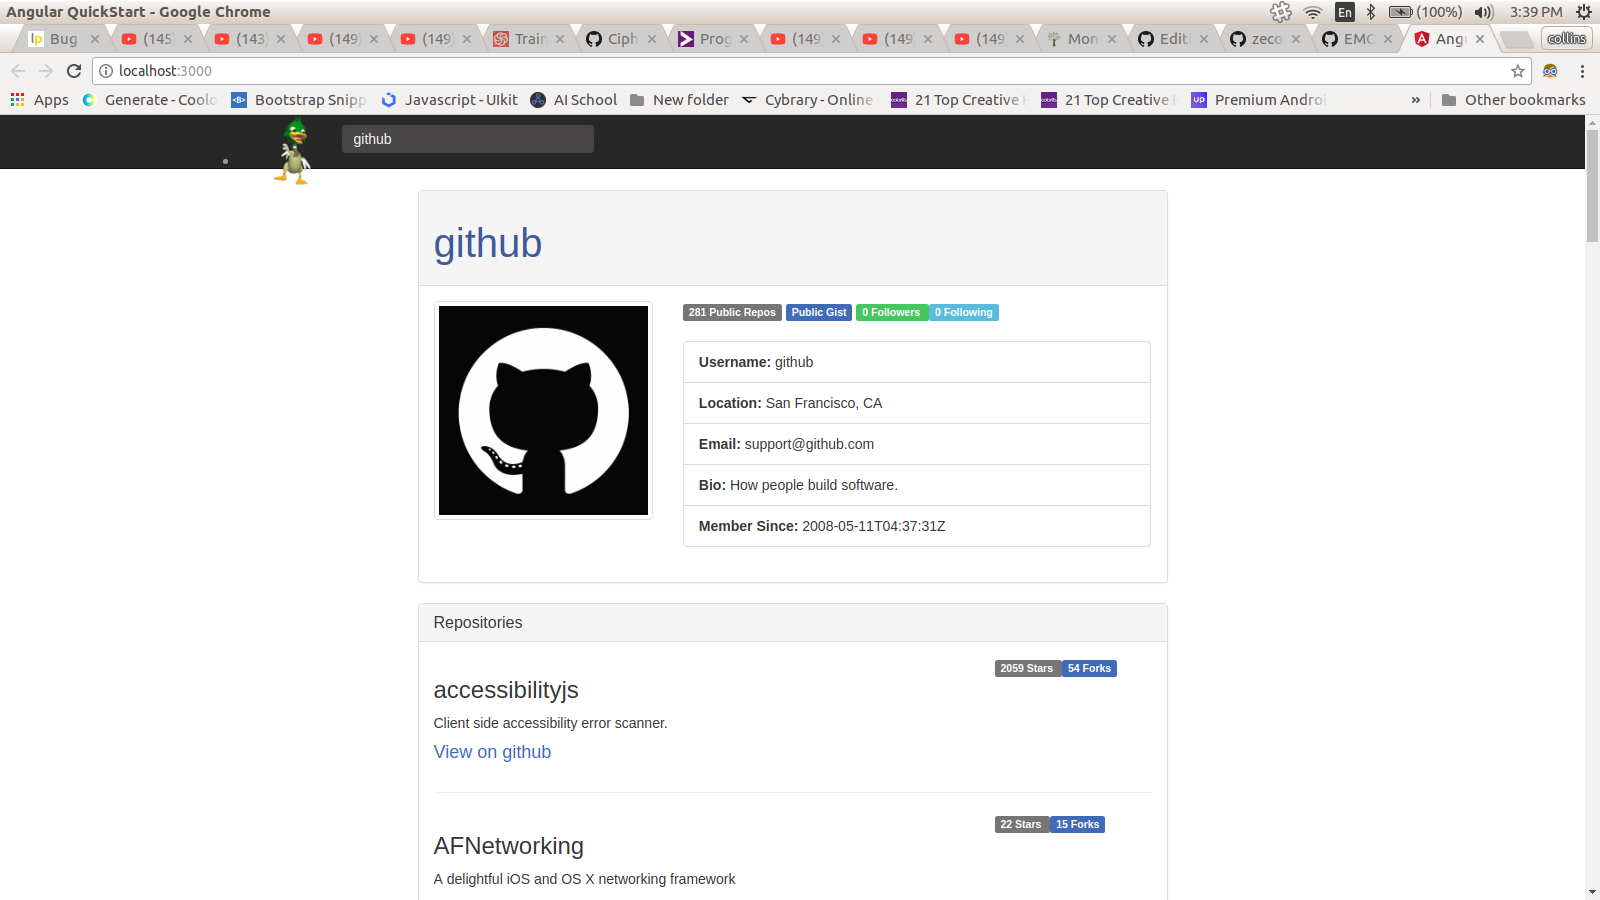 Angular QuickStart - Google Chrome
En (100%) 3:39 PM
Bug (145) (143) (149) (149) Train Ciph Prog (149) (149) (149) Mon Editi zeco EMC Angu collins
localhost:3000
Apps Generate - Coolo Bootstrap Snipp Javascript - UIkit AI School New folder Cybrary - Online 21 Top Creative 21 Top Creative Premium Androi » Other bookmarks
github
github
281 Public Repos Public Gist 0 Followers 0 Following
Username: github
Location: San Francisco, CA
Email: support@github.com
Bio: How people build software.
Member Since: 2008-05-11T04:37:31Z
Repositories
2059 Stars 54 Forks
accessibilityjs
Client side accessibility error scanner.
View on github
22 Stars 15 Forks
AFNetworking
A delightful iOS and OS X networking framework